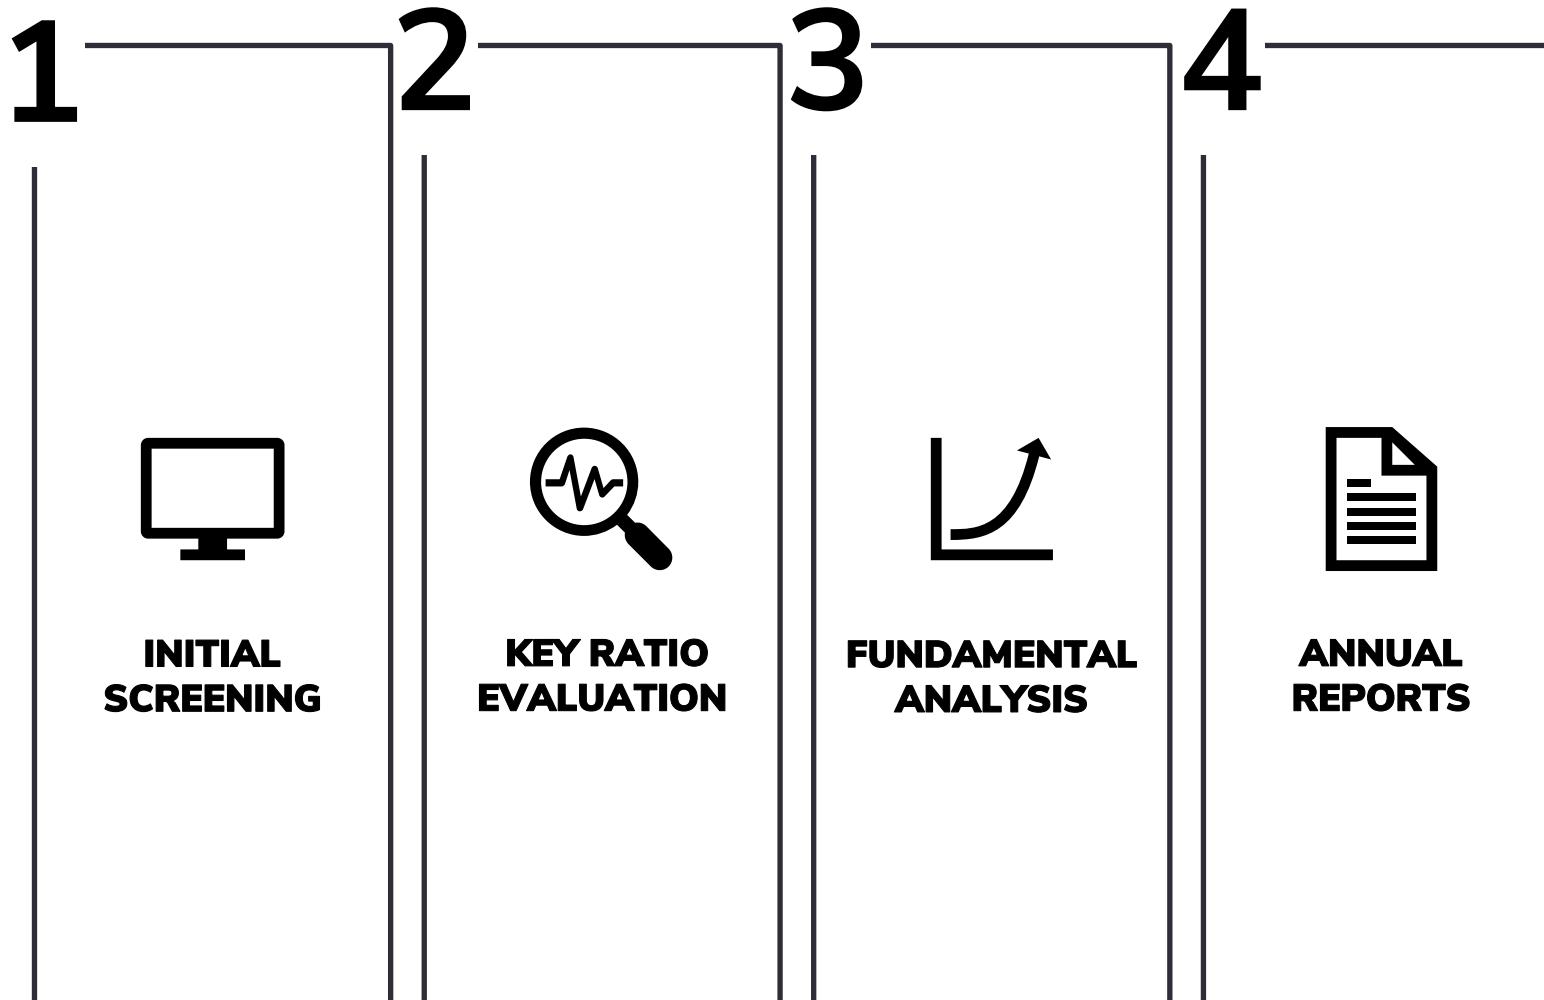 1
INITIAL
SCREENING
2
KEY RATIO
EVALUATION
3
FUNDAMENTAL
ANALYSIS
4
ANNUAL
REPORTS